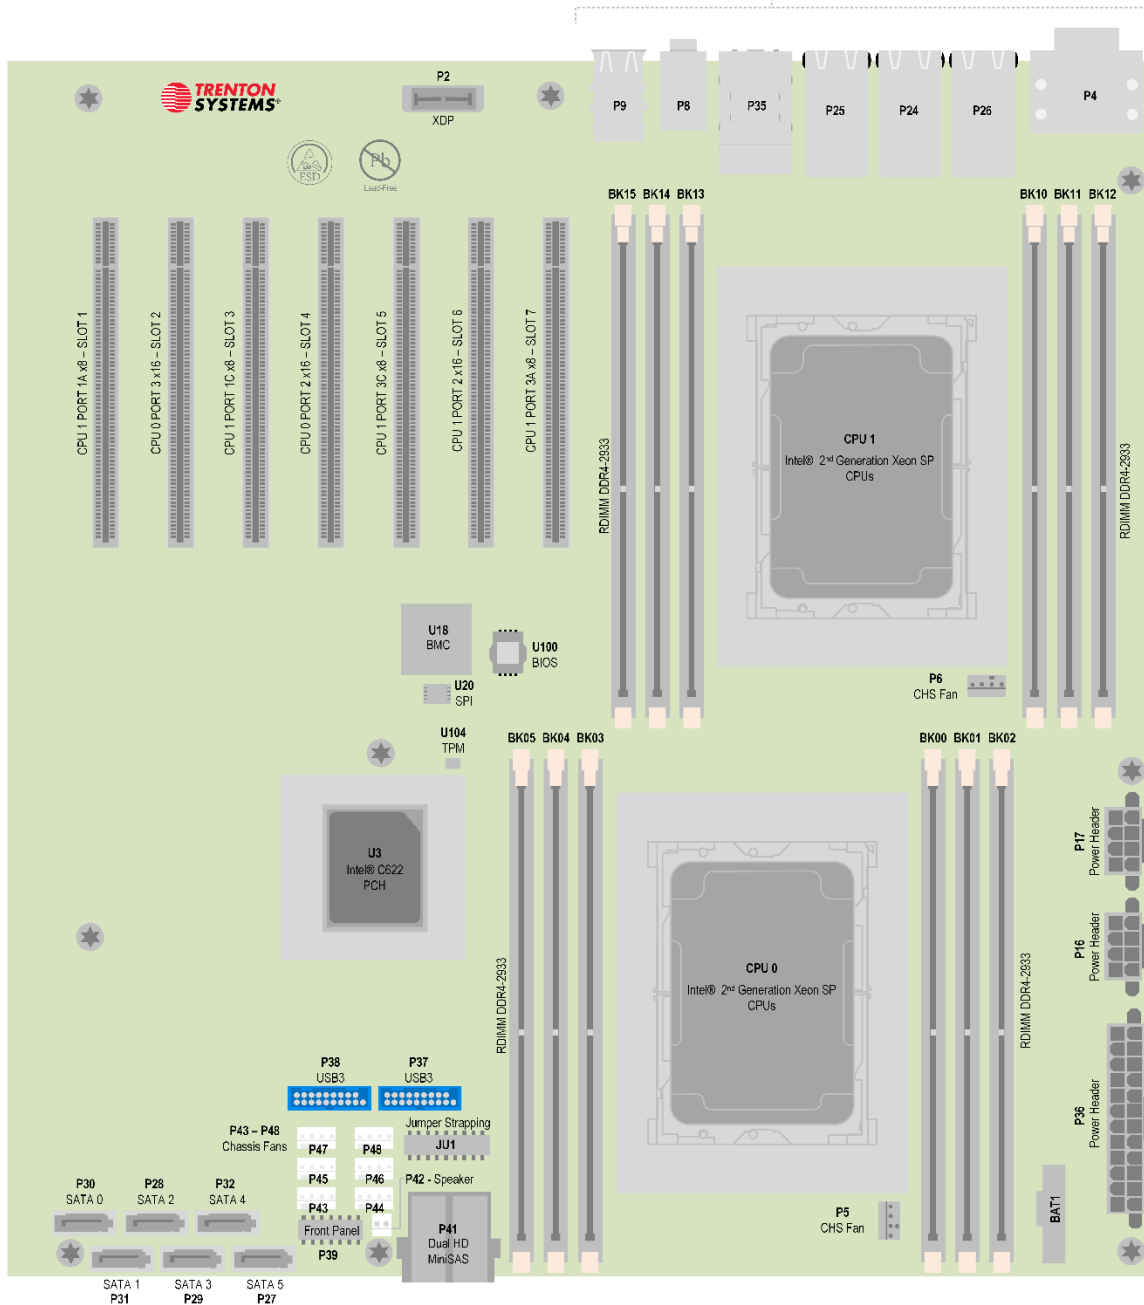 P2
XDP
TRENTON
SYSTEMS®
ESD
Pb
Lead-Free
P9
P8
P35
P25
P24
P26
P4
BK15
BK14
BK13
BK10
BK11
BK12
CPU 1 PORT 1A x8 – SLOT 1
CPU 0 PORT 3 x16 – SLOT 2
CPU 1 PORT 1C x8 – SLOT 3
CPU 0 PORT 2 x16 – SLOT 4
CPU 1 PORT 3C x8 – SLOT 5
CPU 1 PORT 2 x16 – SLOT 6
CPU 1 PORT 3A x8 – SLOT 7
RDIMM DDR4-2933
CPU 1
Intel® 2nd Generation Xeon SP
CPUs
RDIMM DDR4-2933
U18
BMC
U100
BIOS
U20
SPI
P6
CHS Fan
U104
TPM
BK05
BK04
BK03
BK00
BK01
BK02
U3
Intel® C622
PCH
P17
Power Header
P16
Power Header
RDIMM DDR4-2933
CPU 0
Intel® 2nd Generation Xeon SP
CPUs
RDIMM DDR4-2933
P38
USB3
P37
USB3
P36
Power Header
P43 – P48
Chassis Fans
Jumper Strapping
P47
P48
JU1
P45
P46
P42 - Speaker
P43
P44
P30
SATA 0
P28
SATA 2
P32
SATA 4
Front Panel
P39
P41
Dual HD
MiniSAS
P5
CHS Fan
BAT1
SATA 1
P31
SATA 3
P29
SATA 5
P27